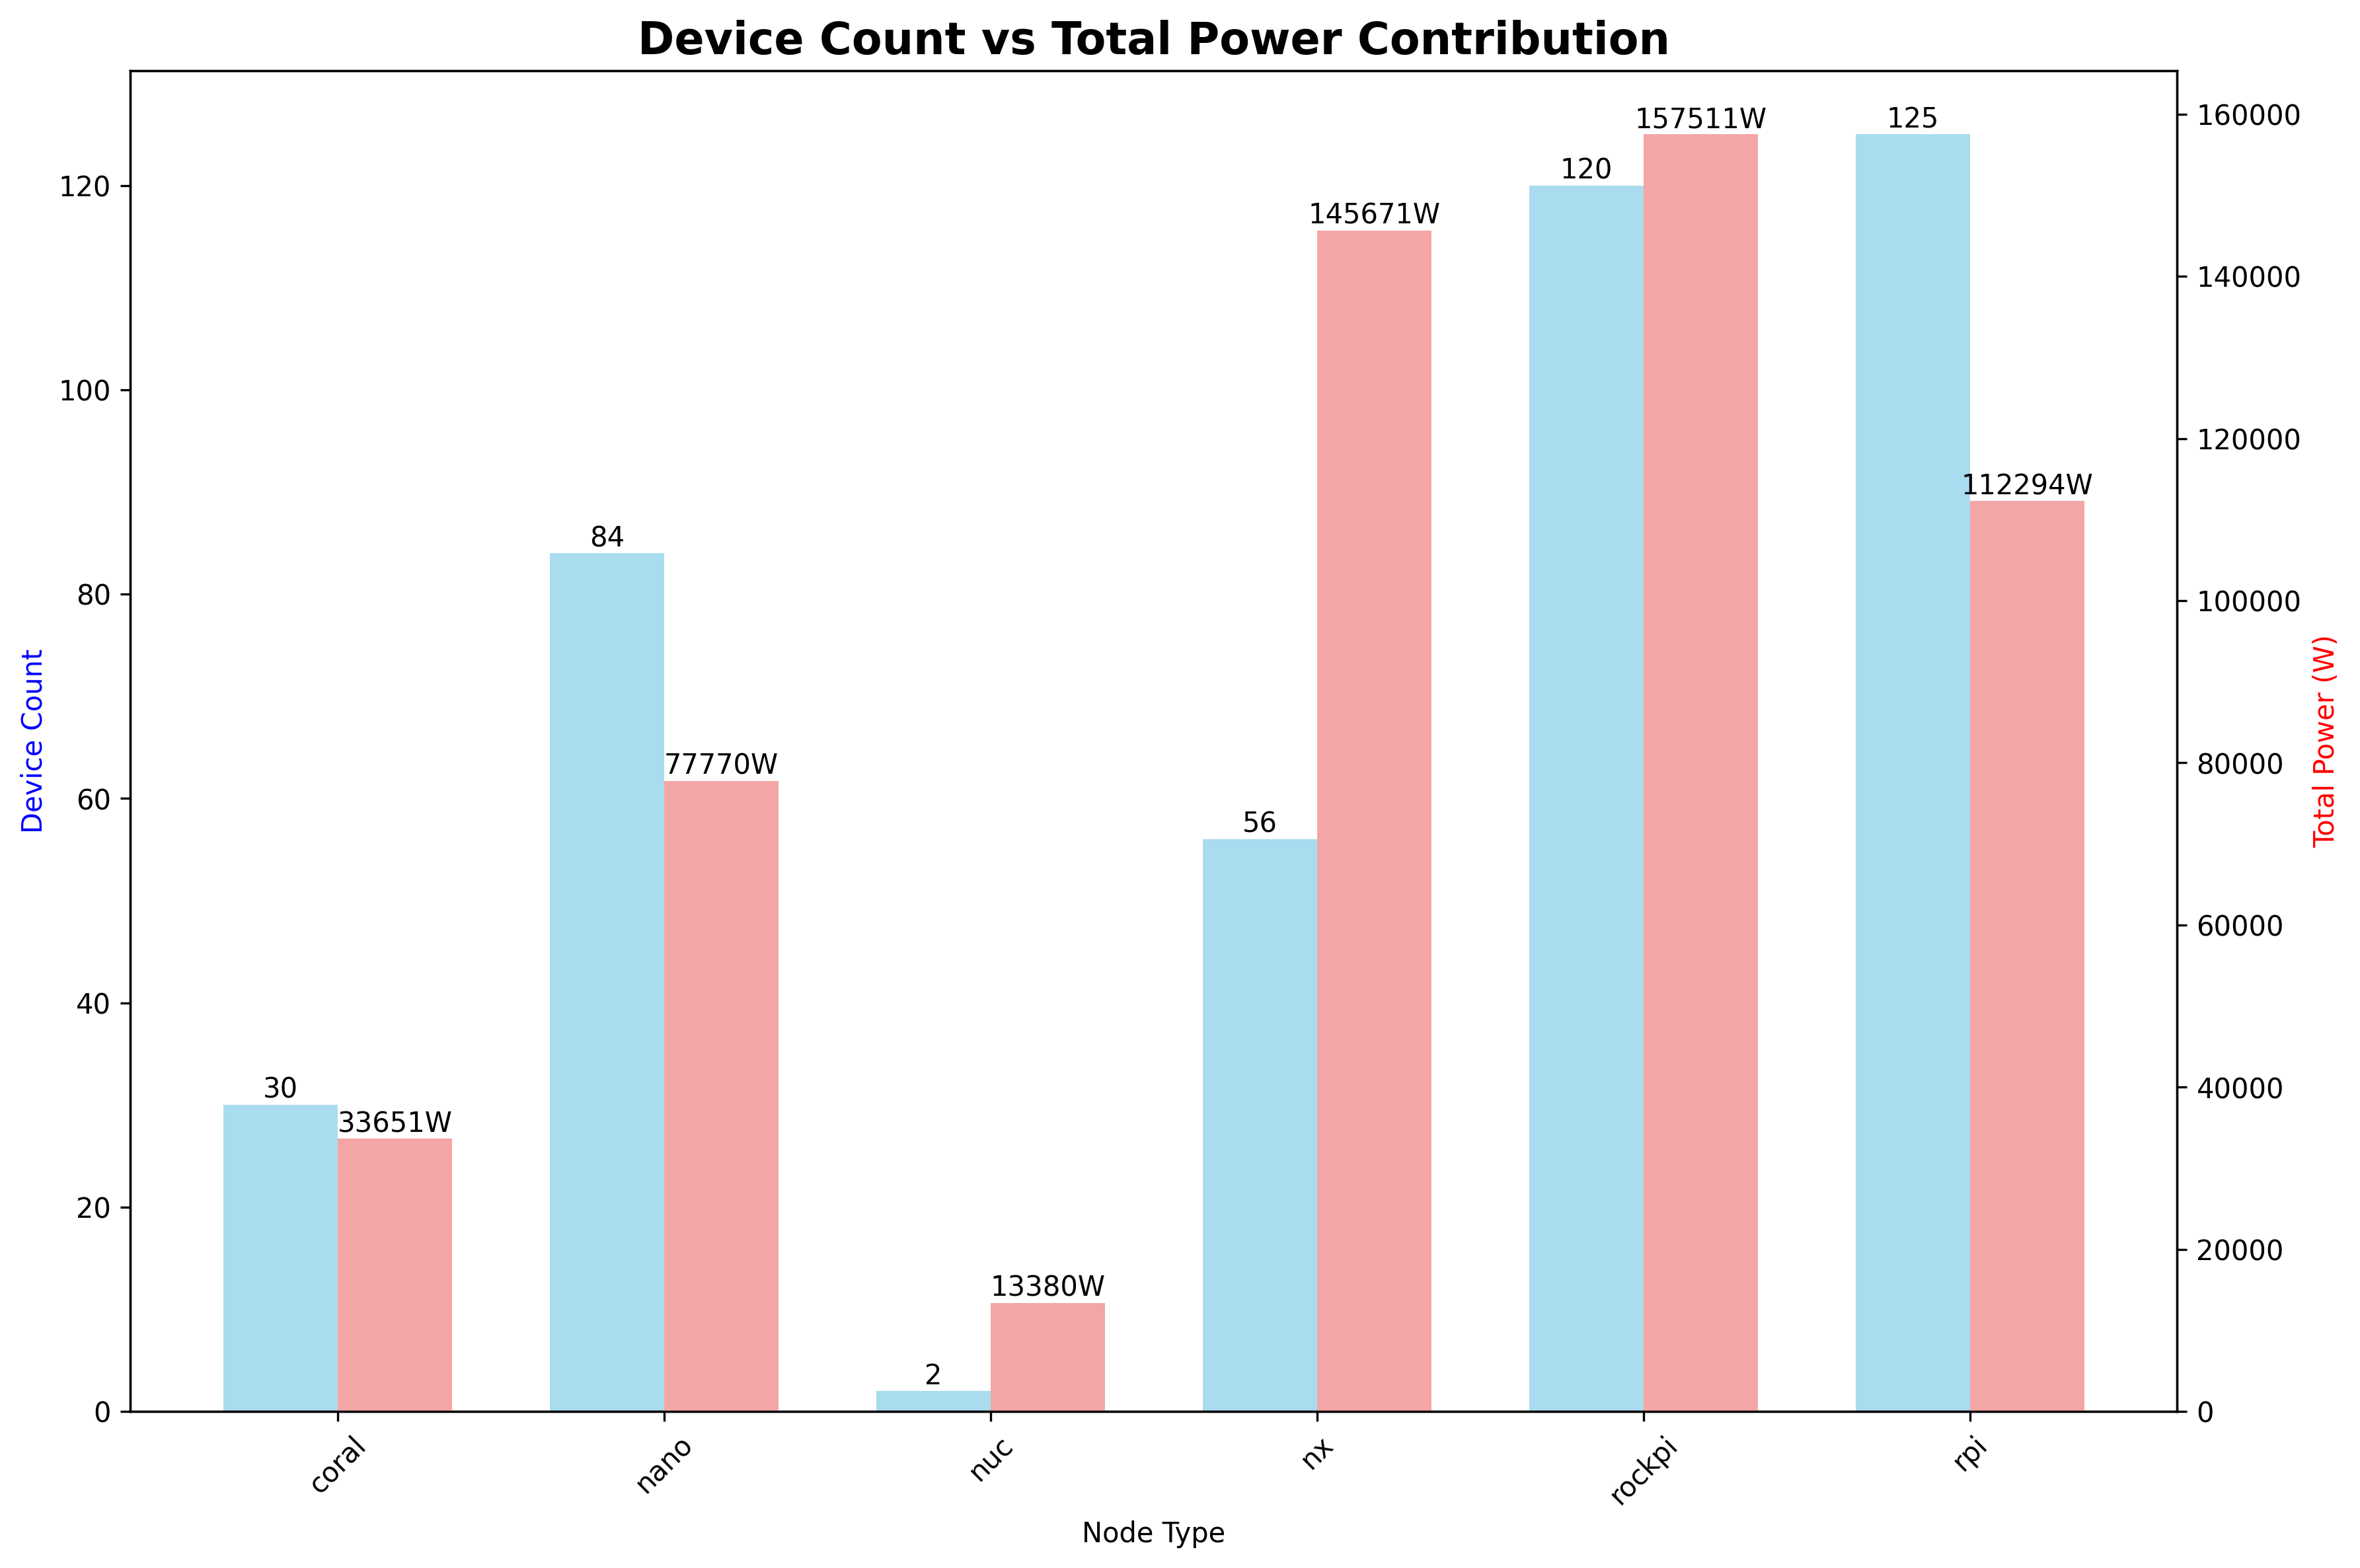 Device Count vs Total Power Contribution
Device Count
120
100
80
60
40
20
0
30
33651W
84
77770W
2
13380W
56
145671W
120
157511W
125
112294W
160000
140000
120000
100000
80000
60000
40000
20000
0
Total Power (W)
coral
nano
nuc
nx
rockpi
rpi
Node Type